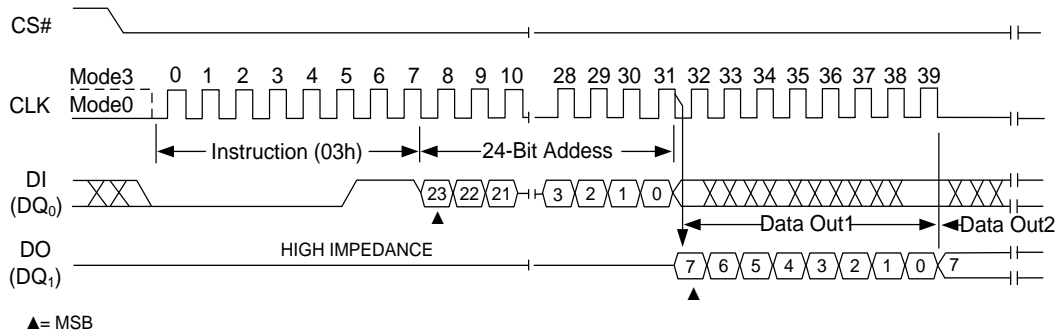 CS#
Mode3
0 1 2 3 4 5 6 7 8 9 10 28 29 30 31 32 33 34 35 36 37 38 39
CLK
Mode0
Instruction (03h)
24-Bit Addess
DI
(DQ0)
23 22 21 3 2 1 0
Data Out1
Data Out2
DO
(DQ1)
HIGH IMPEDANCE
7 6 5 4 3 2 1 0 7
▲= MSB